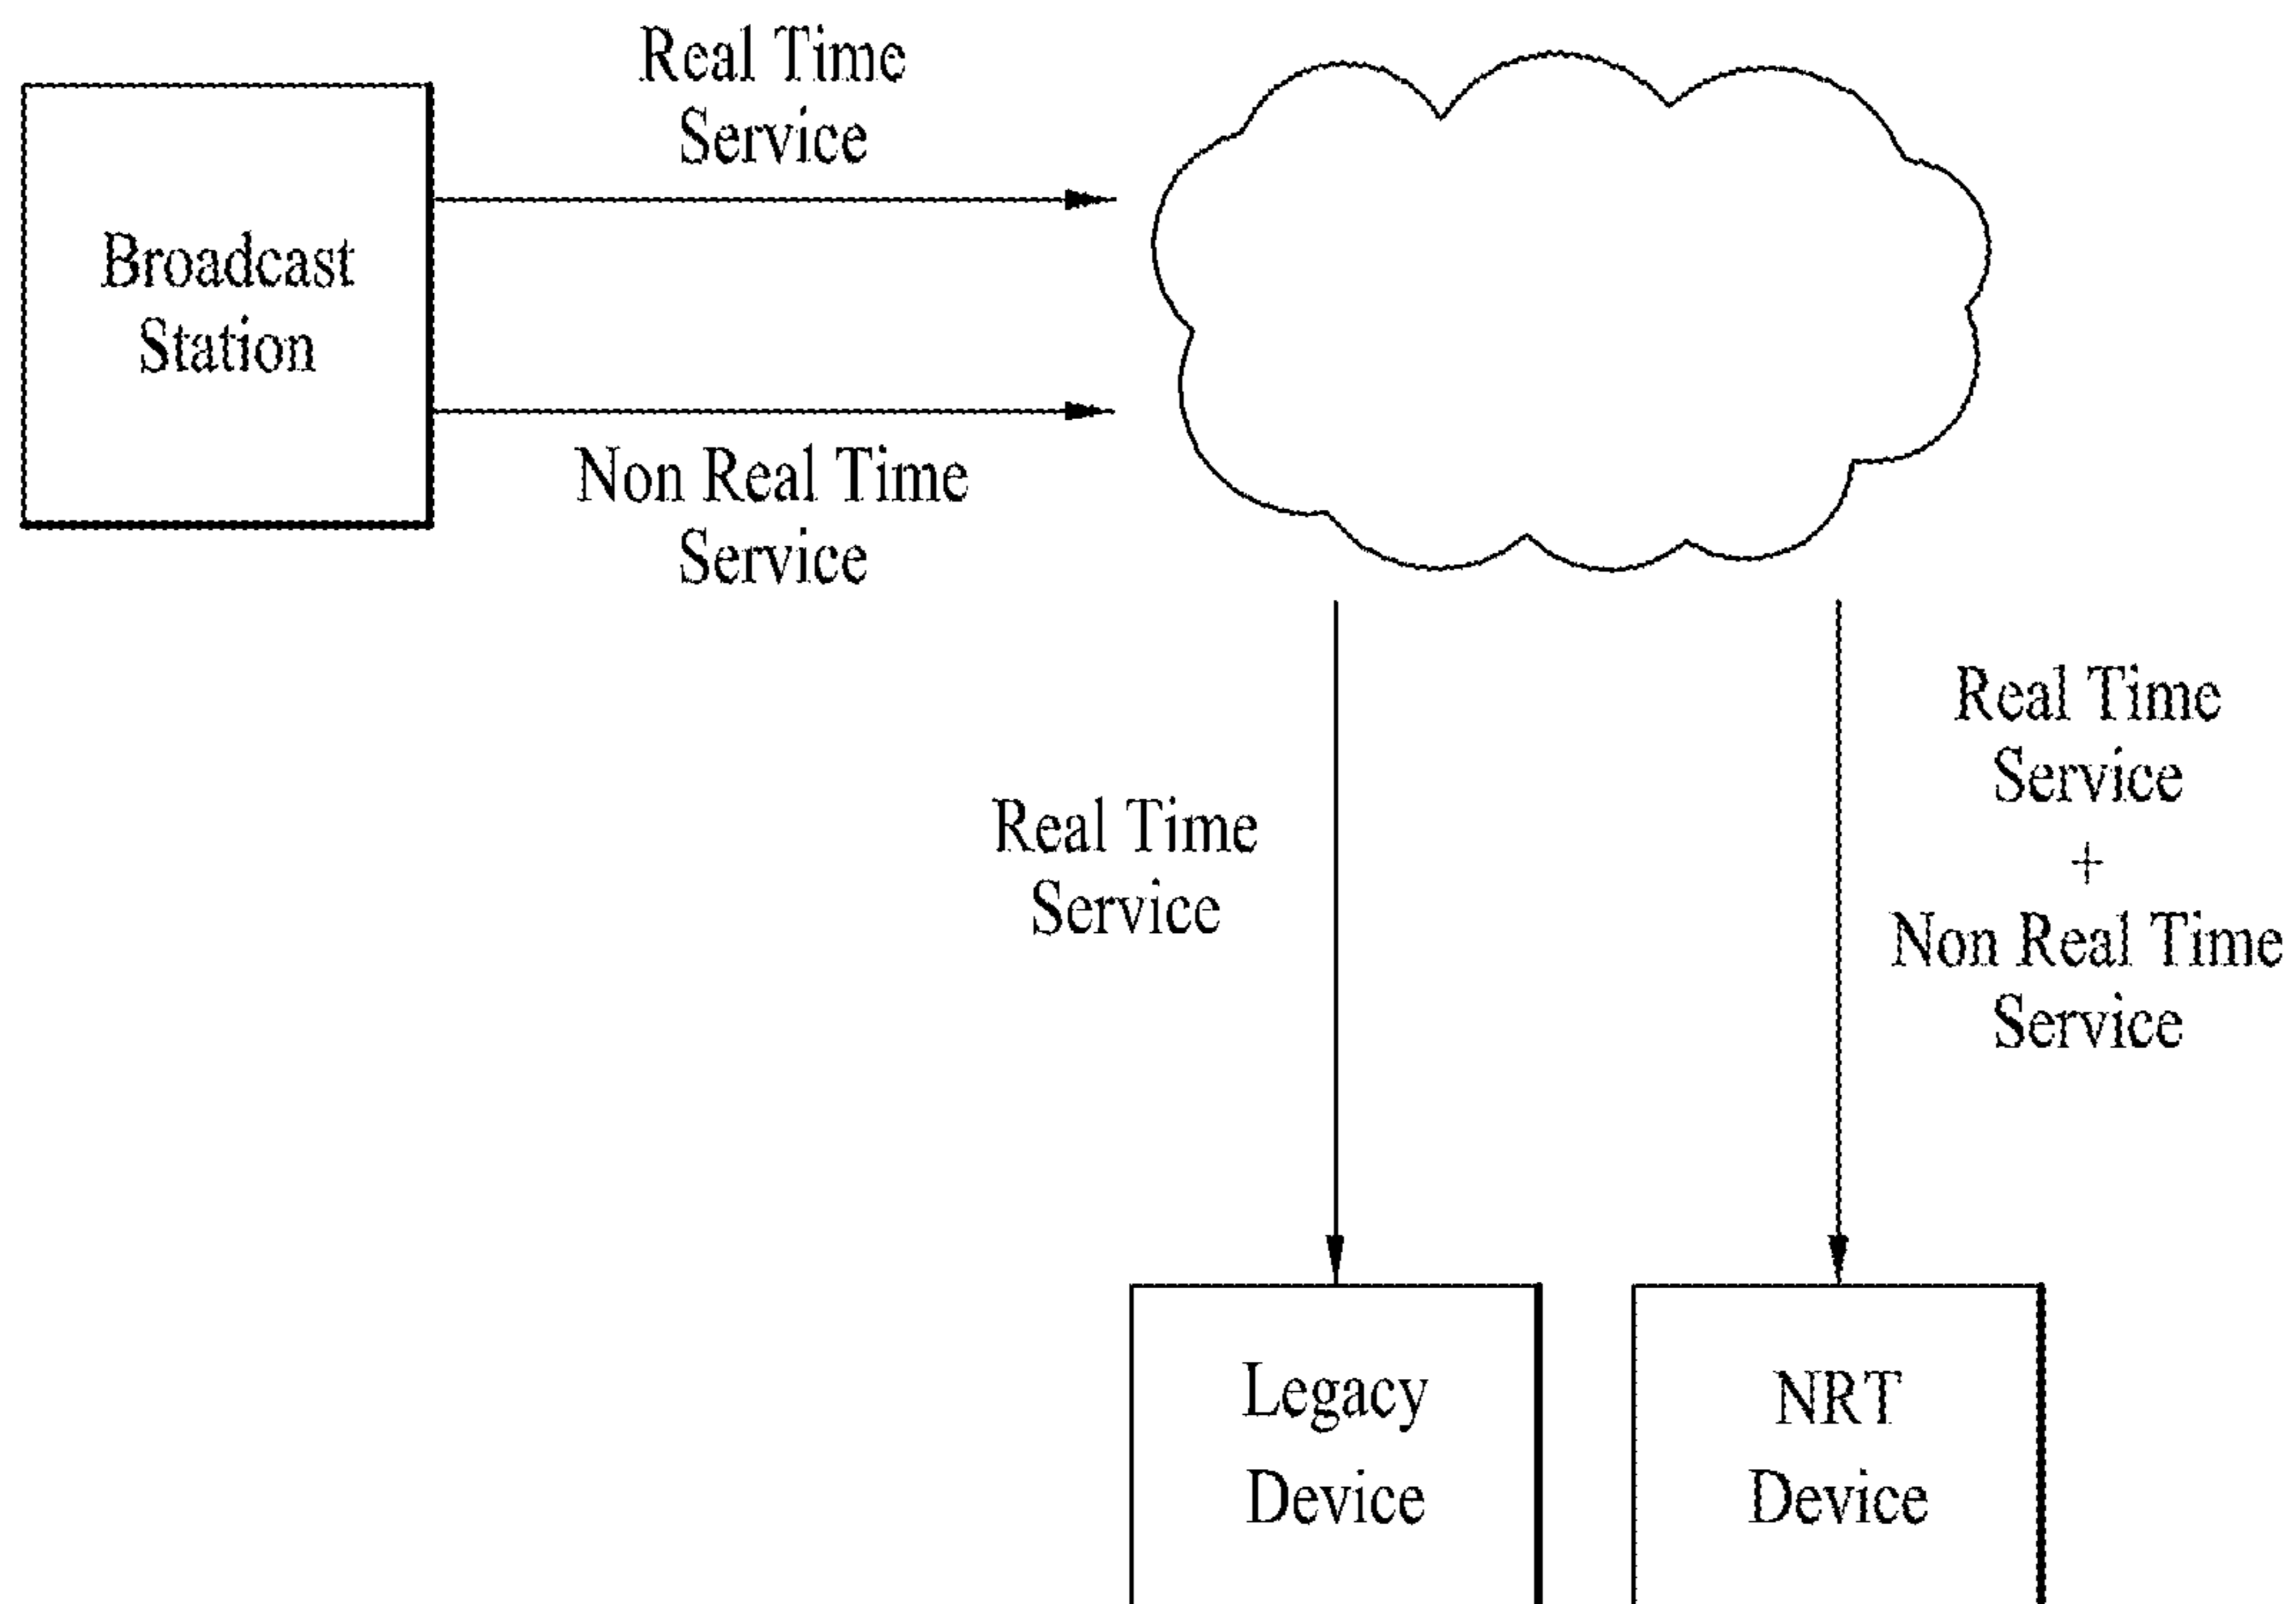 Real Time
Service
Broadcast
Station
Non Real Time
Service
Real Time
Service
Real Time
Service
+
Non Real Time
Service
Legacy
Device
NRT
Device